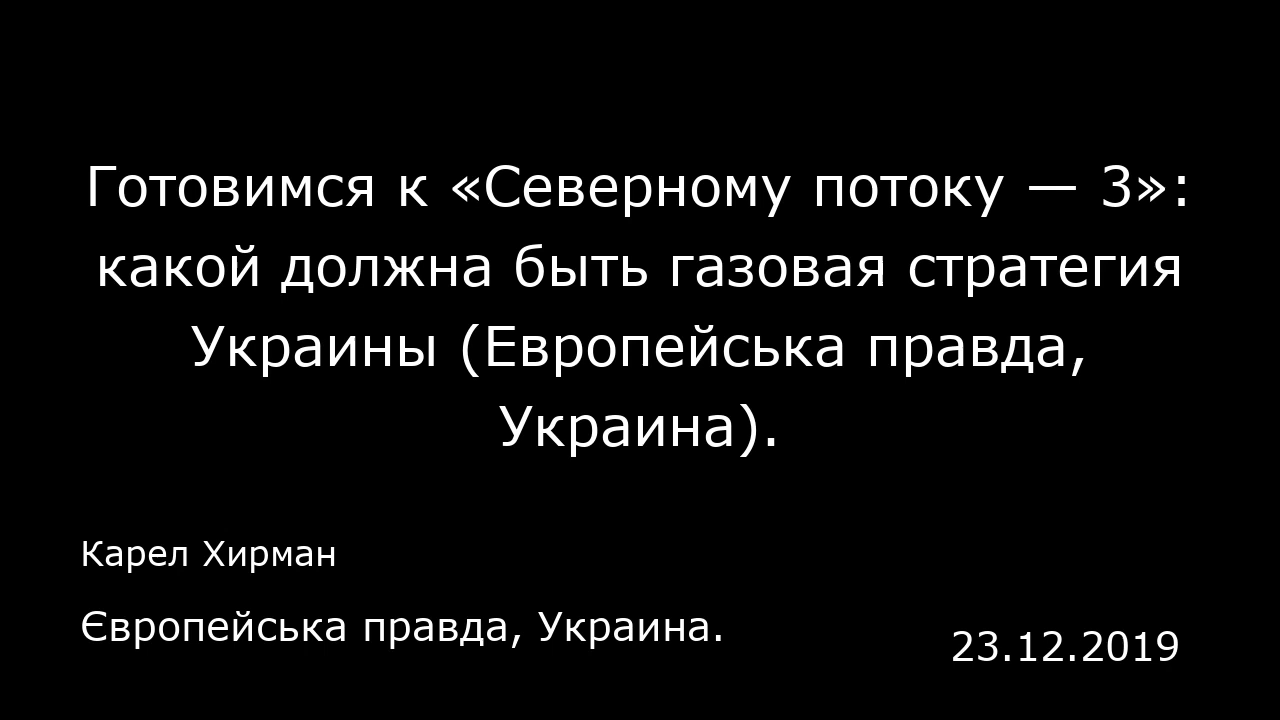 Готовимся к «Северному потоку — 3»:
какой должна быть газовая стратегия
Украины (Европейська правда,
Украина).
Карел Хирман
Європейська правда, Украина.
23.12.2019